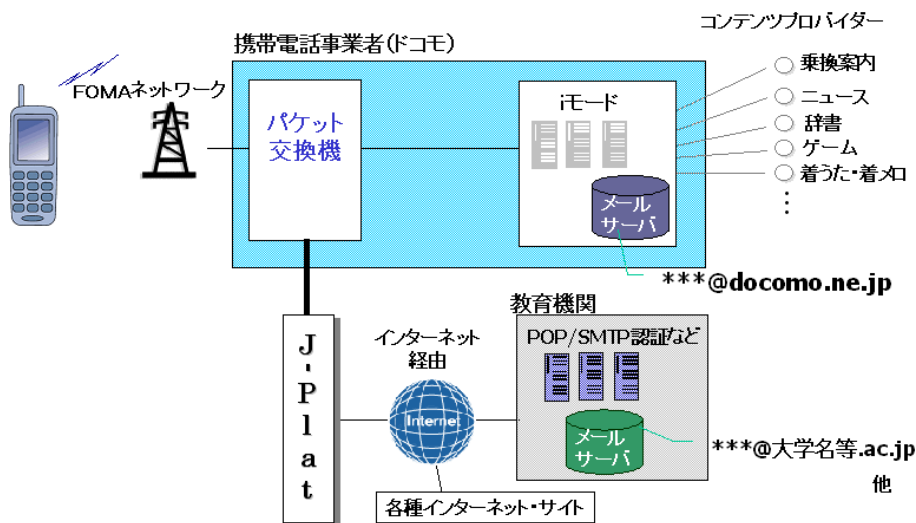 コンテンツプロバイダー
携帯電話事業者(ドコモ)
FOMAネットワーク
パケット
交換機
iモード
メール
サーバ
乗換案内
ニュース
辞書
ゲーム
着うた・着メロ
⋮
***@docomo.ne.jp
J-Plat
インターネット
経由
Internet
各種インターネット・サイト
教育機関
POP/SMTP認証など
メール
サーバ
***@大学名等.ac.jp
他